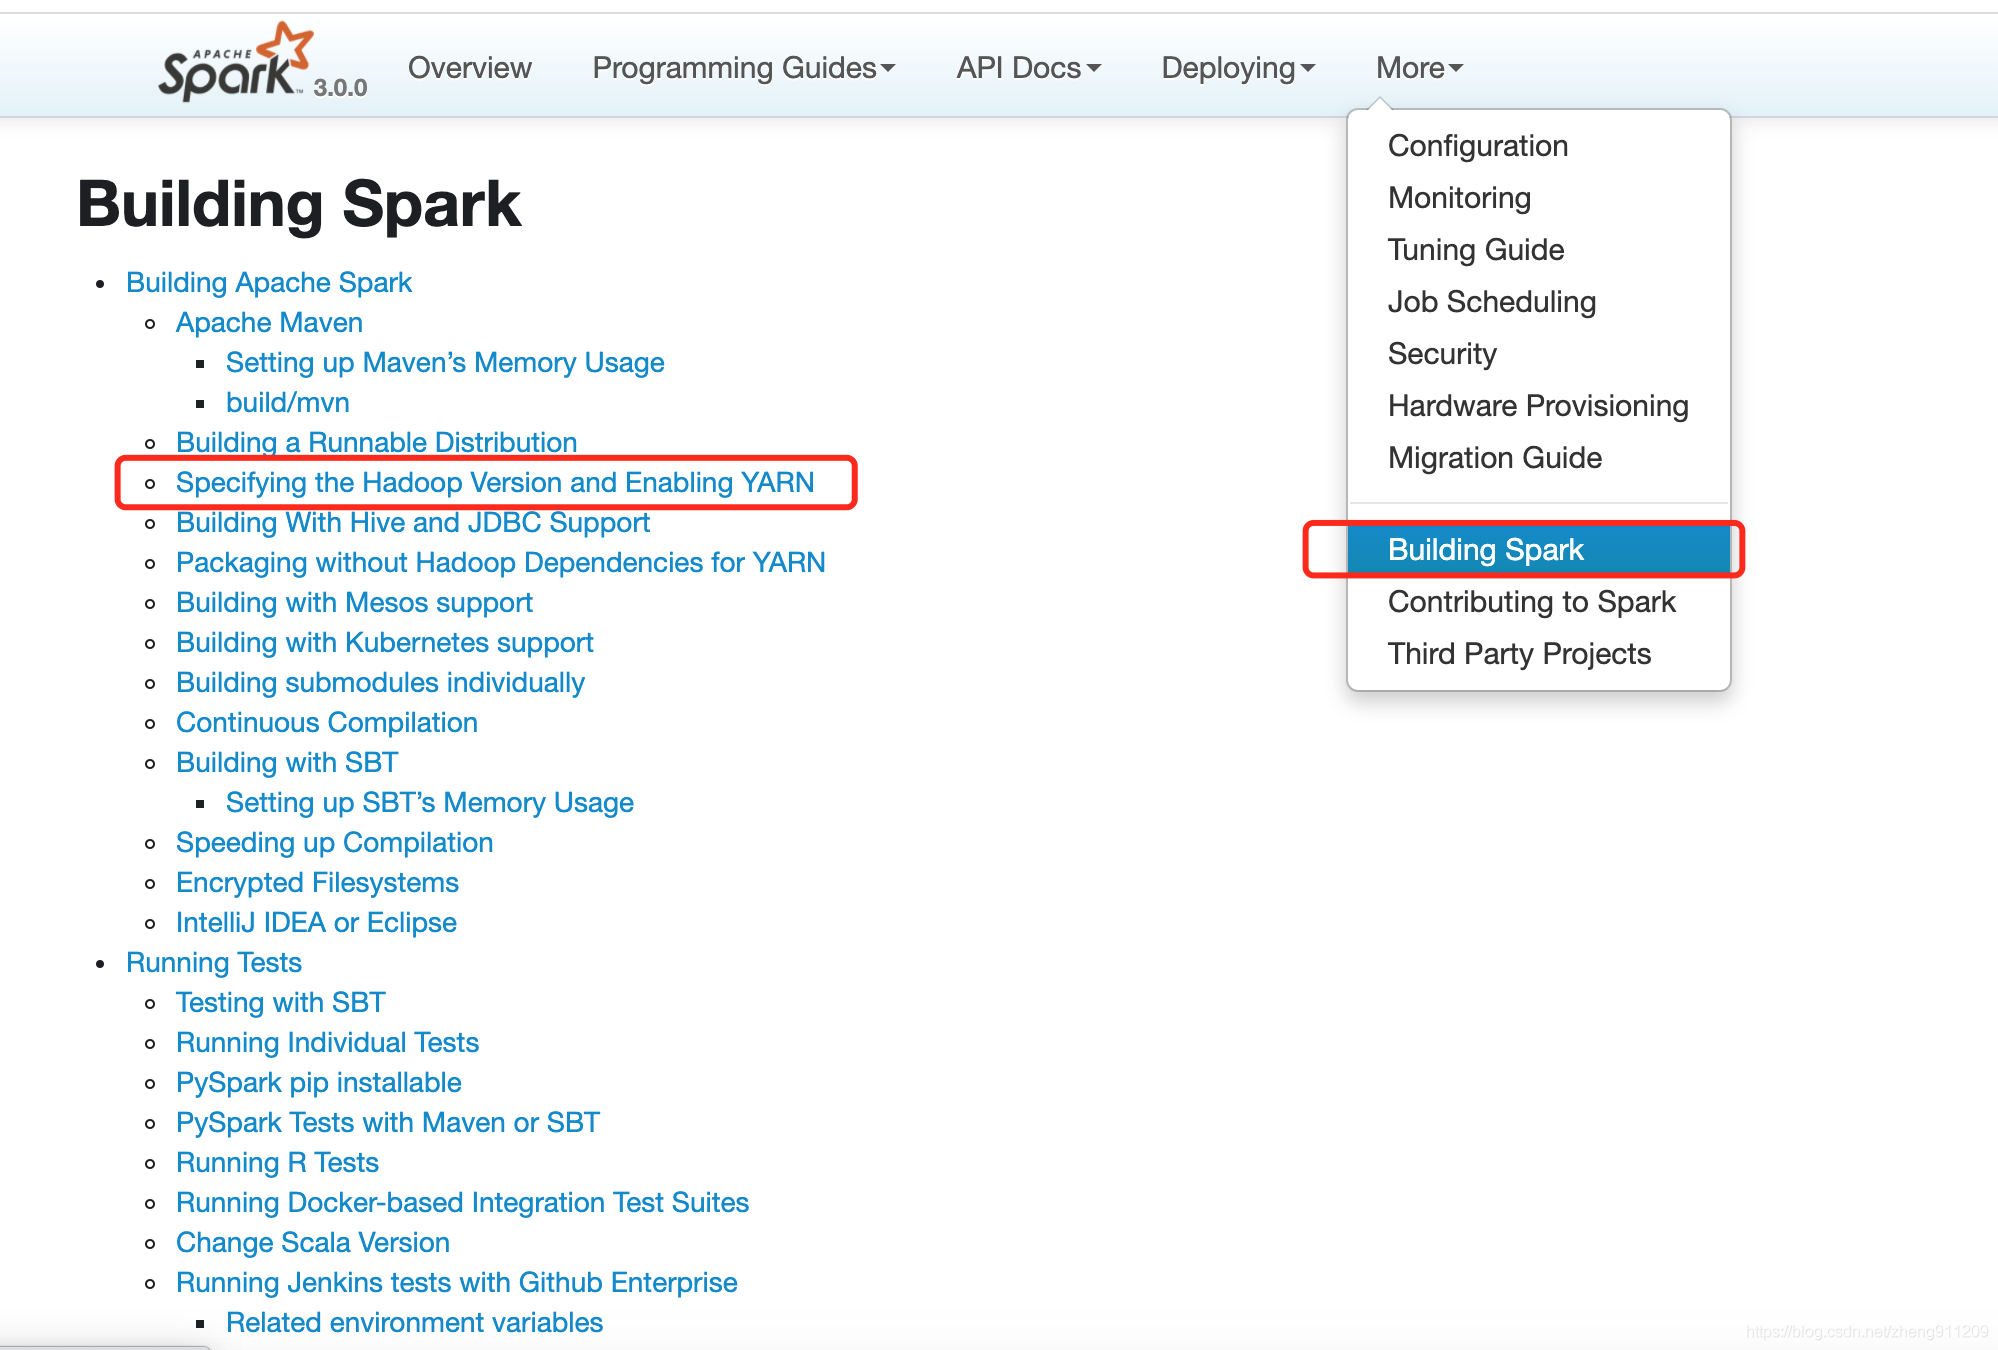 APACHE
Spark™ 3.0.0
Overview
Programming Guides
API Docs
Deploying
More
Configuration
Monitoring
Tuning Guide
Job Scheduling
Security
Hardware Provisioning
Migration Guide
Building Spark
Contributing to Spark
Third Party Projects
Building Spark
Building Apache Spark
Apache Maven
Setting up Maven’s Memory Usage
build/mvn
Building a Runnable Distribution
Specifying the Hadoop Version and Enabling YARN
Building With Hive and JDBC Support
Packaging without Hadoop Dependencies for YARN
Building with Mesos support
Building with Kubernetes support
Building submodules individually
Continuous Compilation
Building with SBT
Setting up SBT’s Memory Usage
Speeding up Compilation
Encrypted Filesystems
IntelliJ IDEA or Eclipse
Running Tests
Testing with SBT
Running Individual Tests
PySpark pip installable
PySpark Tests with Maven or SBT
Running R Tests
Running Docker-based Integration Test Suites
Change Scala Version
Running Jenkins tests with Github Enterprise
Related environment variables
https://blog.csdn.net/zheng911209